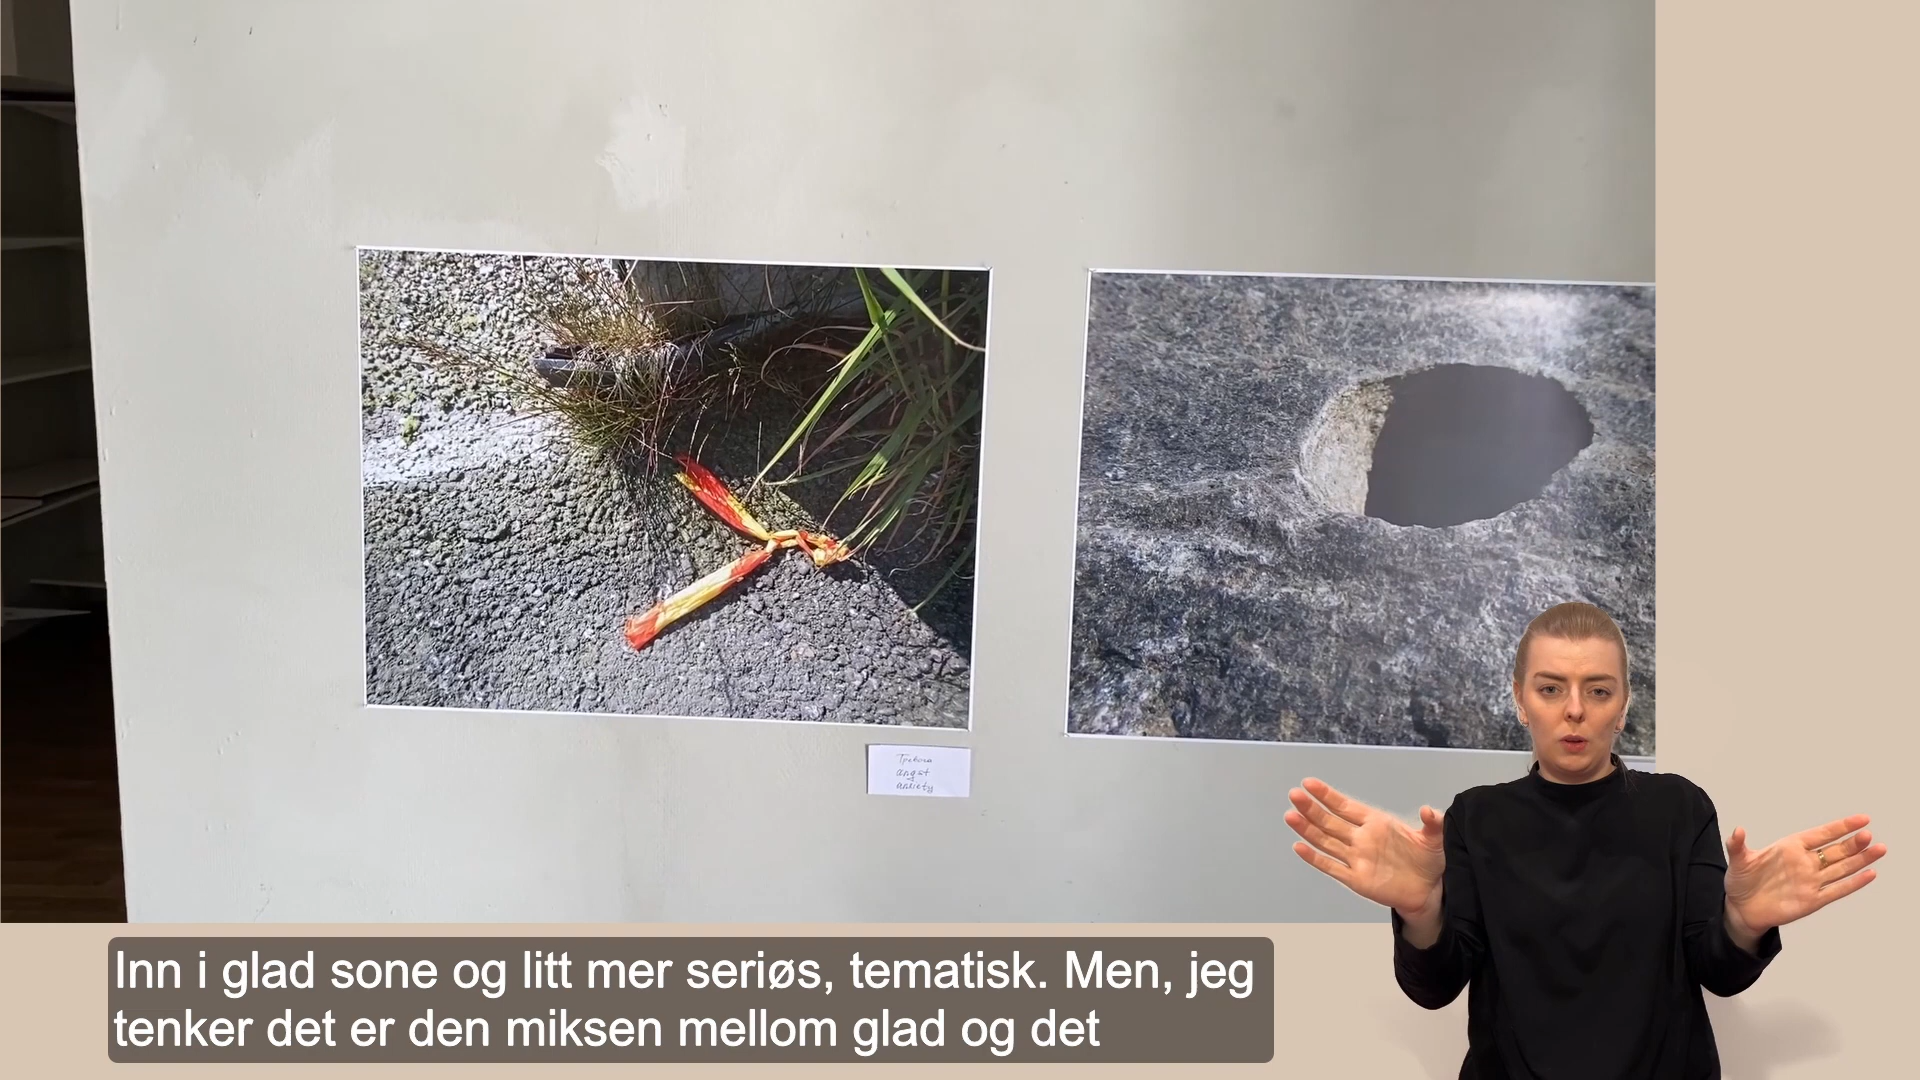 Тревога
angst
anxiety
Inn i glad sone og litt mer seriøs, tematisk. Men, jeg
tenker det er den miksen mellom glad og det